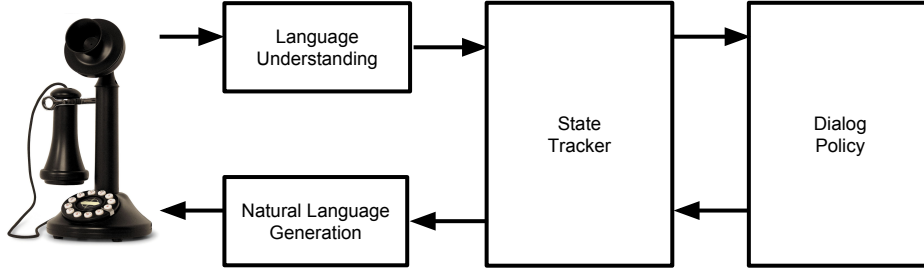 Language
Understanding
State
Tracker
Dialog
Policy
Natural Language
Generation